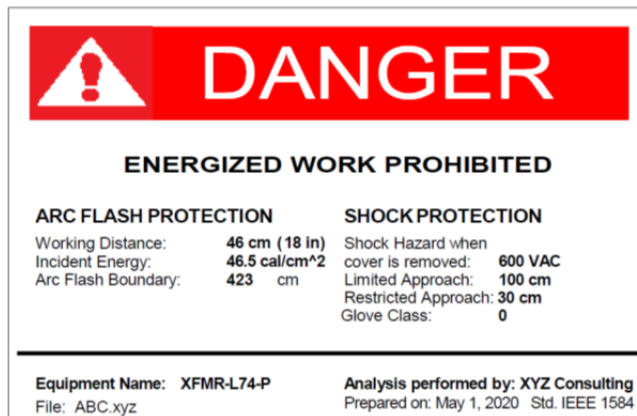 DANGER
ENERGIZED WORK PROHIBITED
ARC FLASH PROTECTION
Working Distance: 46 cm (18 in)
Incident Energy: 46.5 cal/cm^2
Arc Flash Boundary: 423 cm
SHOCK PROTECTION
Shock Hazard when
cover is removed: 600 VAC
Limited Approach: 100 cm
Restricted Approach: 30 cm
Glove Class: 0
Equipment Name: XFMR-L74-P
File: ABC.xyz
Analysis performed by: XYZ Consulting
Prepared on: May 1, 2020 Std. IEEE 1584